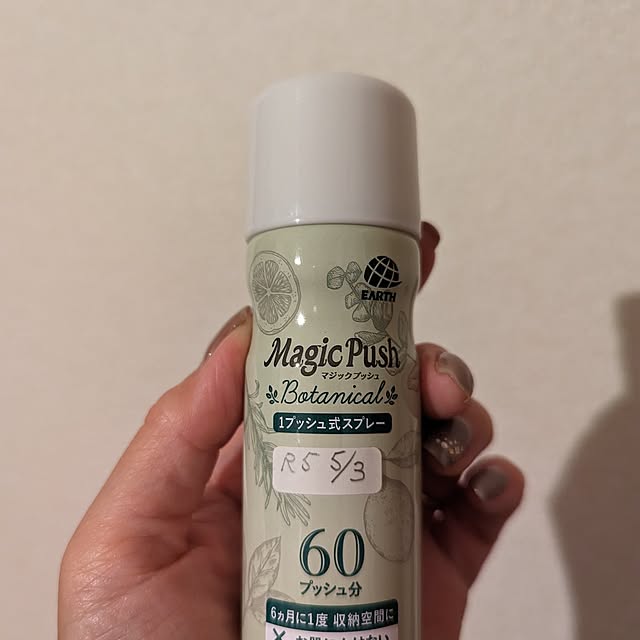 EARTH
Magic Push
マジックプッシュ
Botanical
1プッシュ式スプレー
R5 5/3
60
プッシュ分
6ヵ月に1度 収納空間に